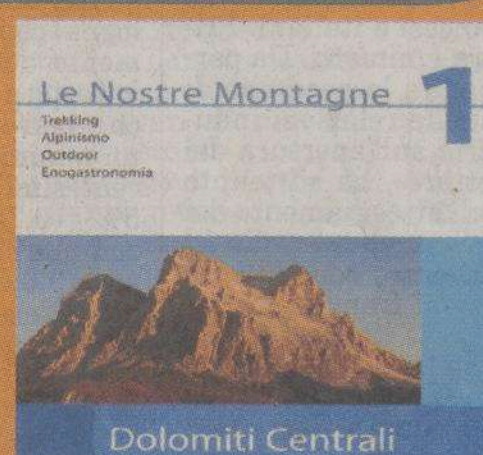 Le Nostre Montagne 1
Trekking
Alpinismo
Outdoor
Enogastronomia
Dolomiti Centrali